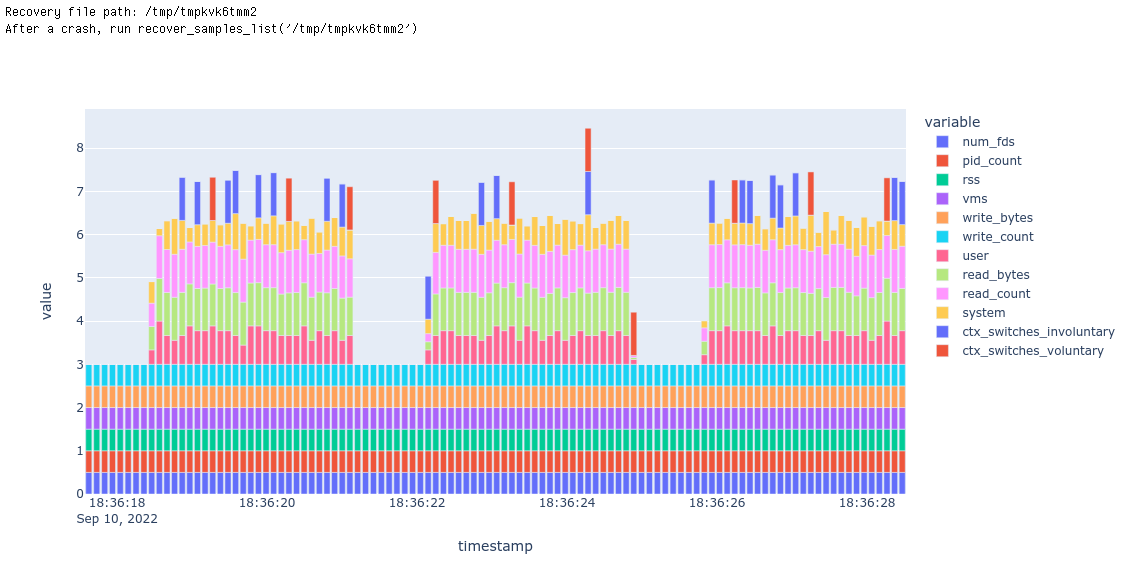 Recovery file path: /tmp/tmpkvk6tmm2
After a crash, run recover_samples_list('/tmp/tmpkvk6tmm2')
variable
num_fds
pid_count
rss
vms
write_bytes
write_count
user
read_bytes
read_count
system
ctx_switches_involuntary
ctx_switches_voluntary
value
8
7
6
5
4
3
2
1
0
18:36:18 18:36:20 18:36:22 18:36:24 18:36:26 18:36:28
Sep 10, 2022
timestamp